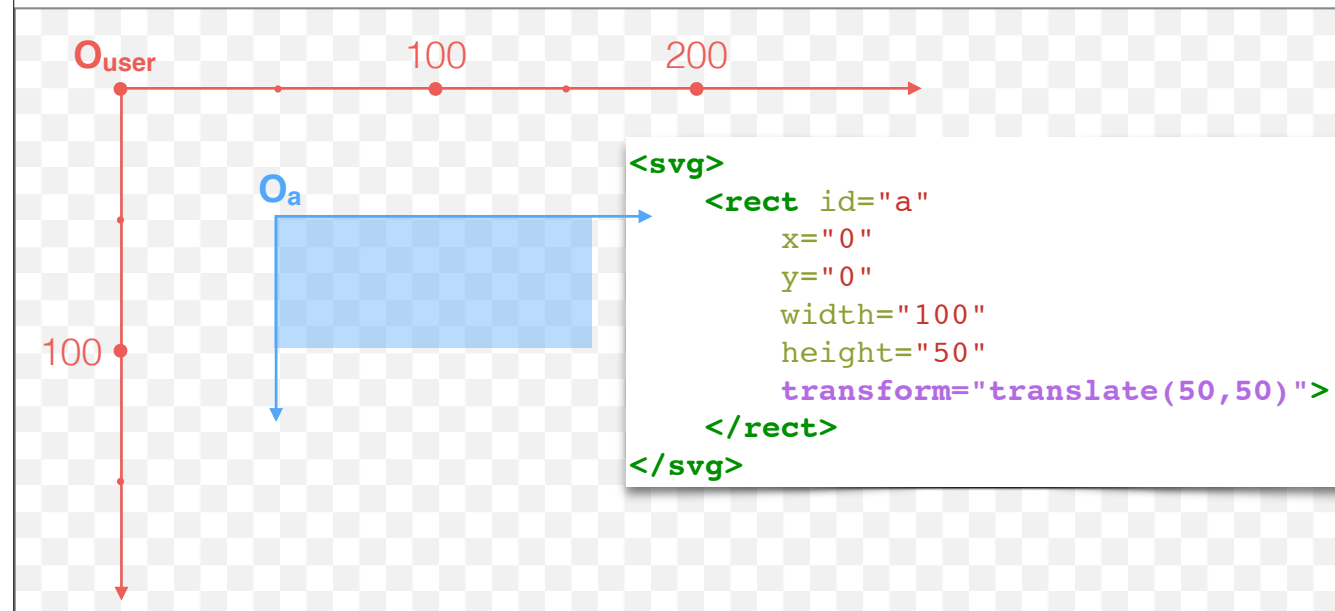 Ouser 100 200
Oa
100
<svg>
<rect id="a"
x="0"
y="0"
width="100"
height="50"
transform="translate(50,50)">
</rect>
</svg>